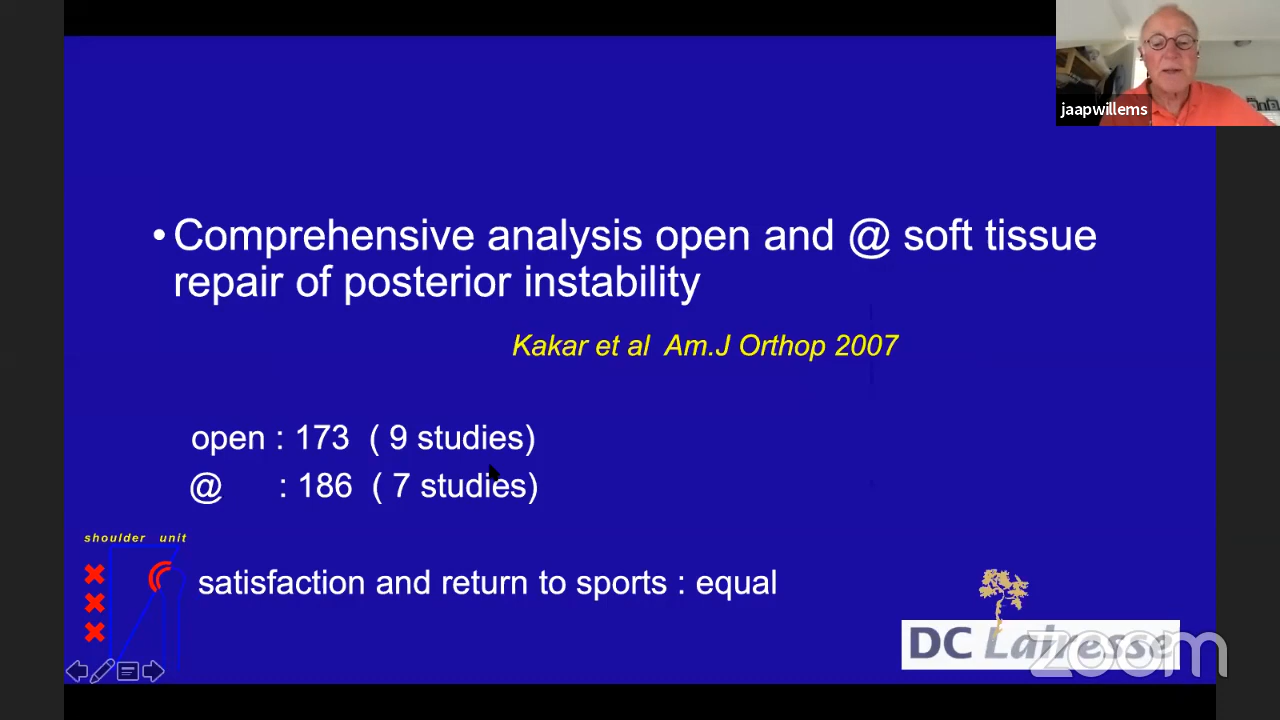 jaapwillems
• Comprehensive analysis open and @ soft tissue
repair of posterior instability
Kakar et al Am.J Orthop 2007
open : 173 ( 9 studies)
@ : 186 ( 7 studies)
shoulder unit
satisfaction and return to sports : equal
DC Lairesse
zoom